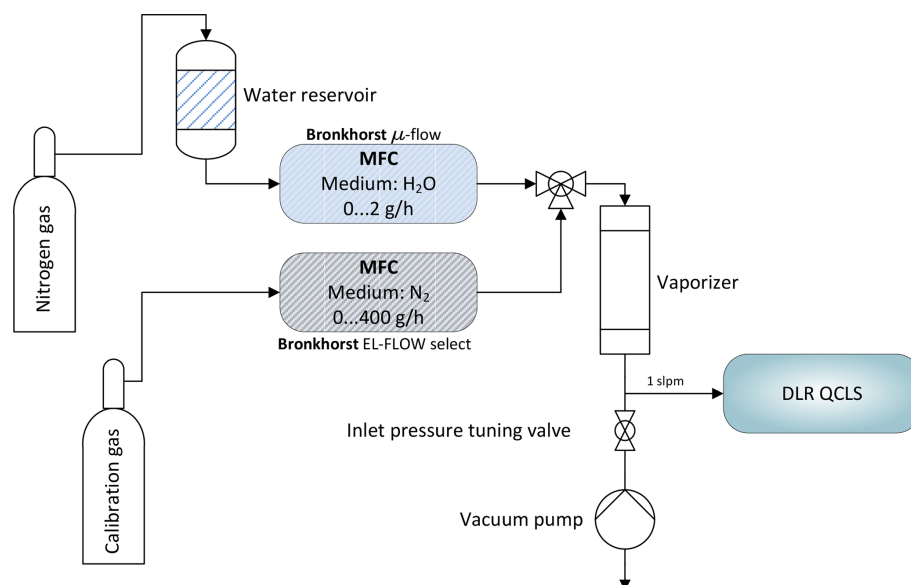 Water reservoir
Nitrogen gas
Bronkhorst μ-flow
MFC
Medium: H₂O
0...2 g/h
MFC
Medium: N₂
0...400 g/h
Bronkhorst EL-FLOW select
Vaporizer
Calibration gas
1 slpm
DLR QCLS
Inlet pressure tuning valve
Vacuum pump